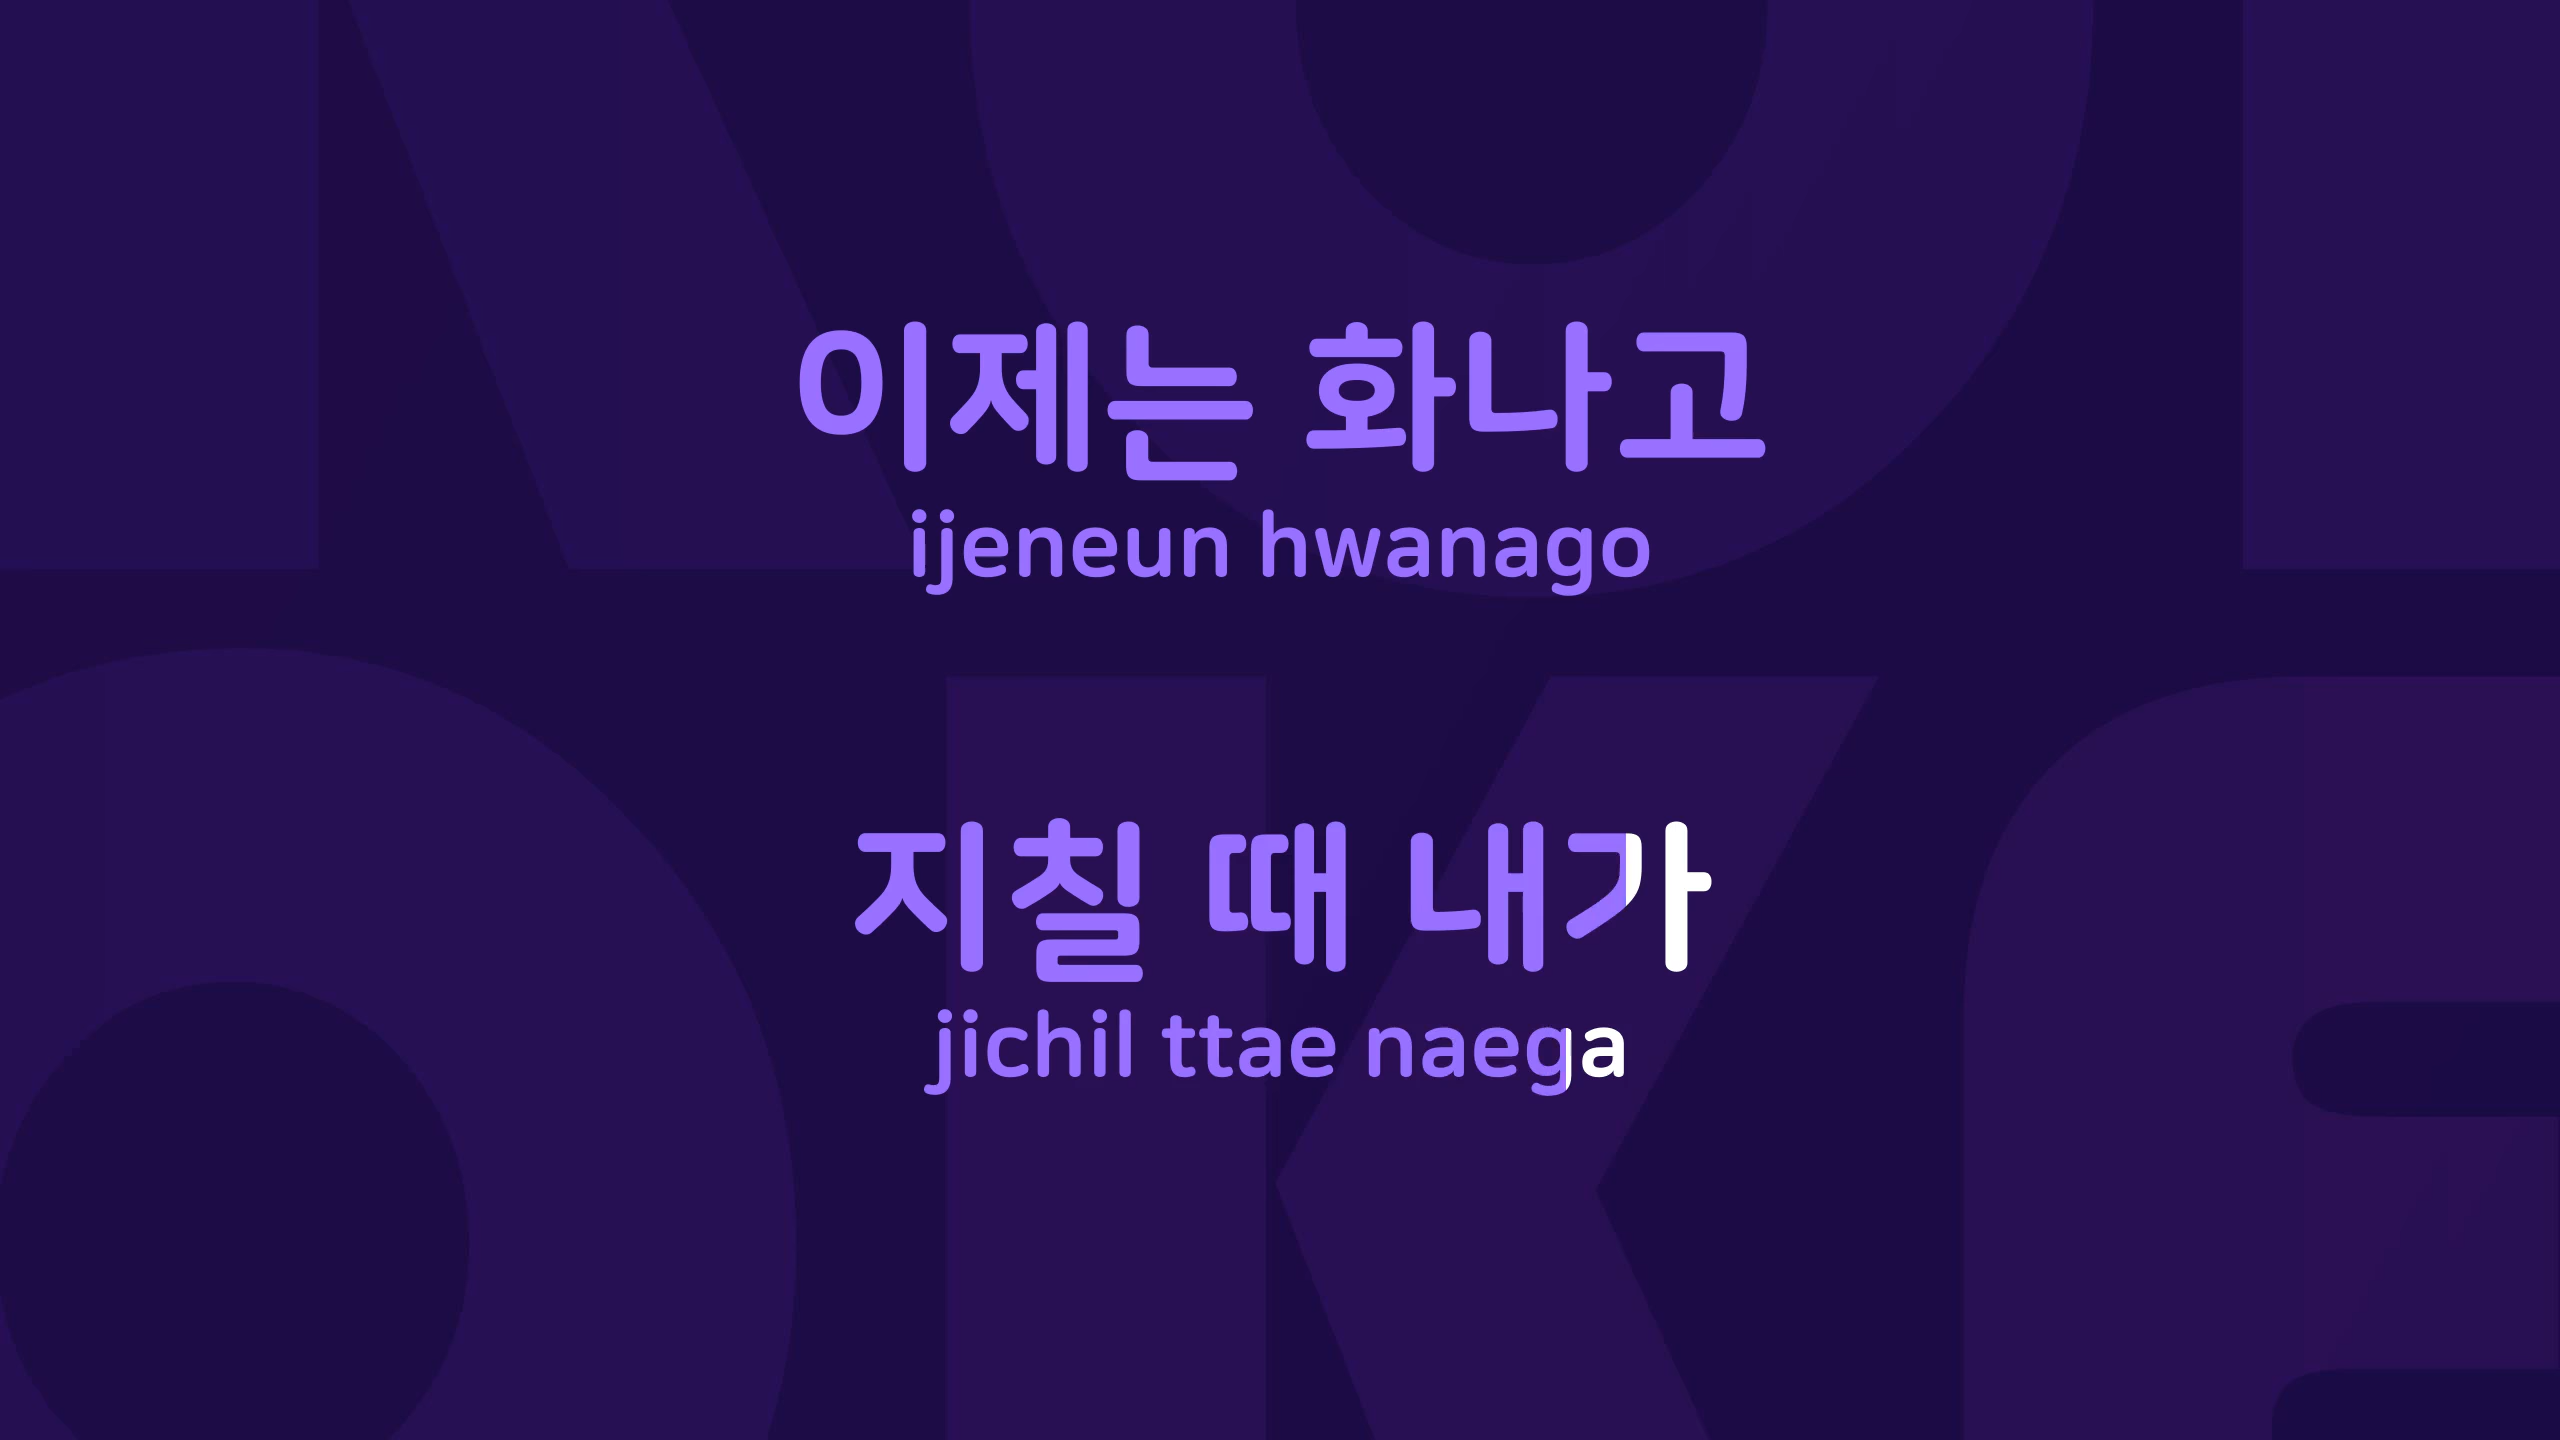 이제는 화나고
ijeneun hwanago
지칠 때 내가
jichil ttae naega